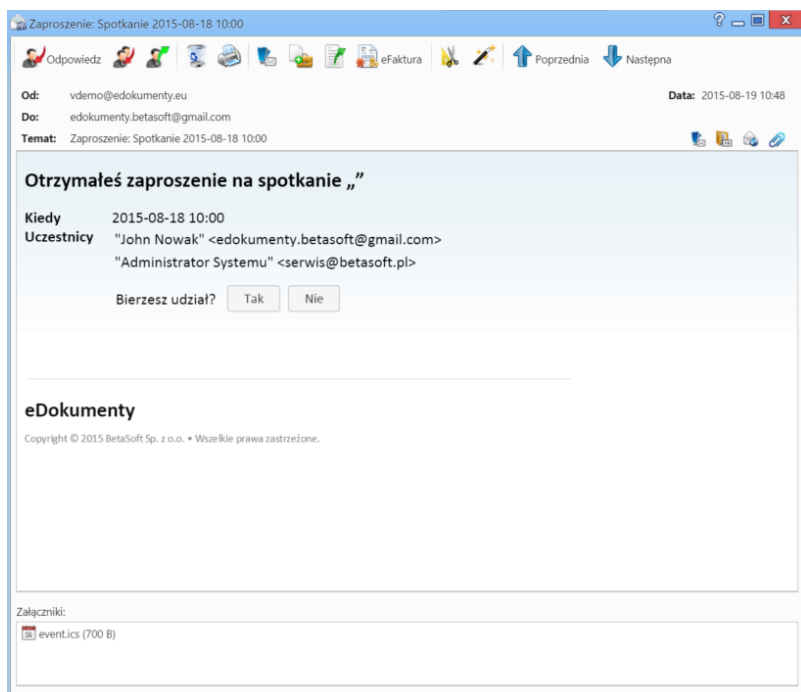 Zaproszenie: Spotkanie 2015-08-18 10:00
Odpowiedz eFaktura Poprzednia Następna
Od: vdemo@edokumenty.eu Data: 2015-08-19 10:48
Do: edokumenty.betasoft@gmail.com
Temat: Zaproszenie: Spotkanie 2015-08-18 10:00
Otrzymałeś zaproszenie na spotkanie „”
Kiedy 2015-08-18 10:00
Uczestnicy "John Nowak" <edokumenty.betasoft@gmail.com>
"Administrator Systemu" <serwis@betasoft.pl>
Bierzesz udział? Tak Nie
eDokumenty
Copyright © 2015 BetaSoft Sp. z o.o. • Wszelkie prawa zastrzeżone.
Załączniki:
event.ics (700 B)